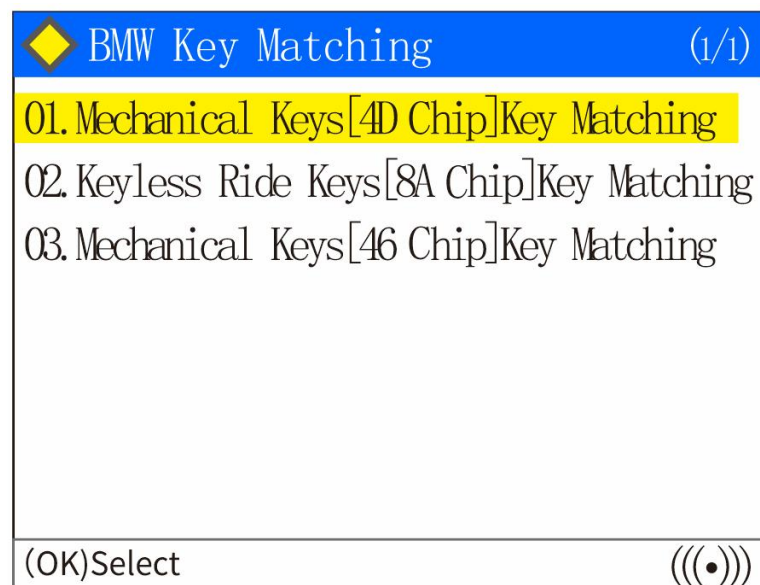 BMW Key Matching (1/1)
01.Mechanical Keys[4D Chip]Key Matching
02.Keyless Ride Keys[8A Chip]Key Matching
03.Mechanical Keys[46 Chip]Key Matching
(OK)Select (((•)))